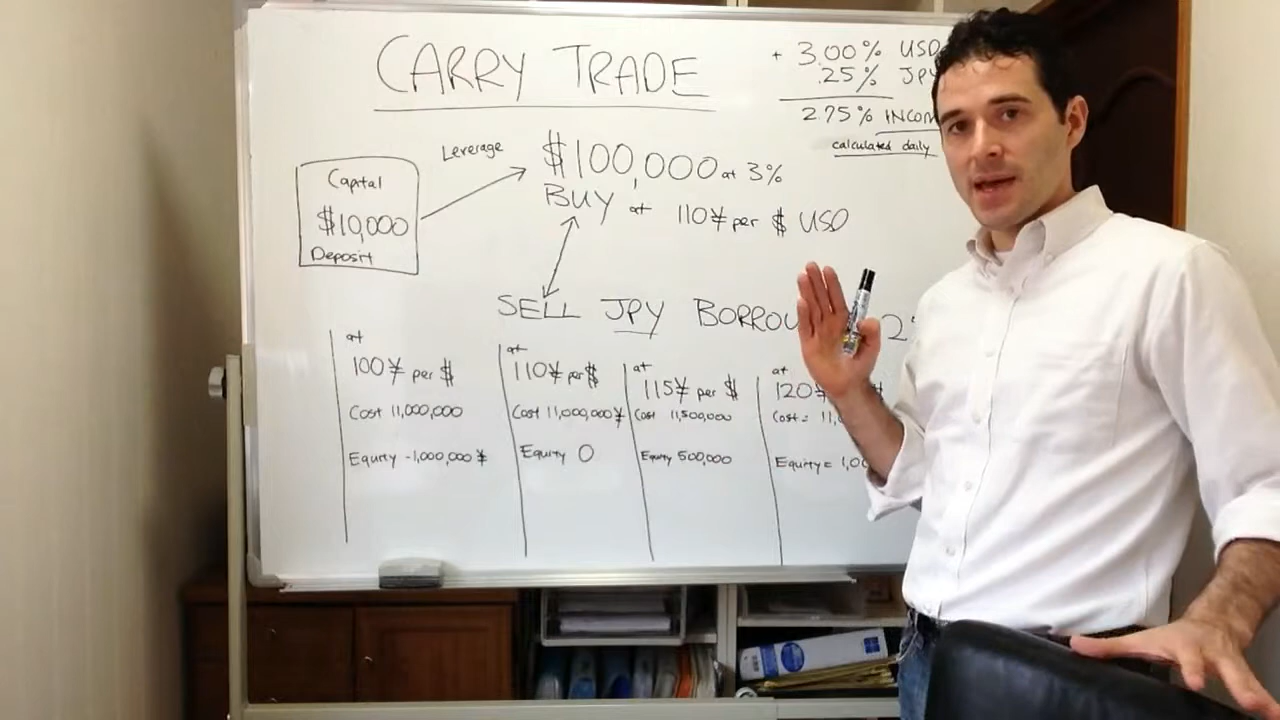 CARRY TRADE
+ 3.00% USD
.25% JPY
2.75% INCOM
calculated daily
Leverage
Capital
$10,000
Deposit
$100,000 at 3%
BUY at 110¥ per $ USD
SELL JPY BORROW
at
100¥ per $
Cost 11,000,000
Equity -1,000,000¥
at
110¥ per $
Cost 11,000,000¥
Equity 0
at
115¥ per $
Cost 11,500,000
Equity 500,000
at
120¥ $
Cost = 11,
Equity = 1,00